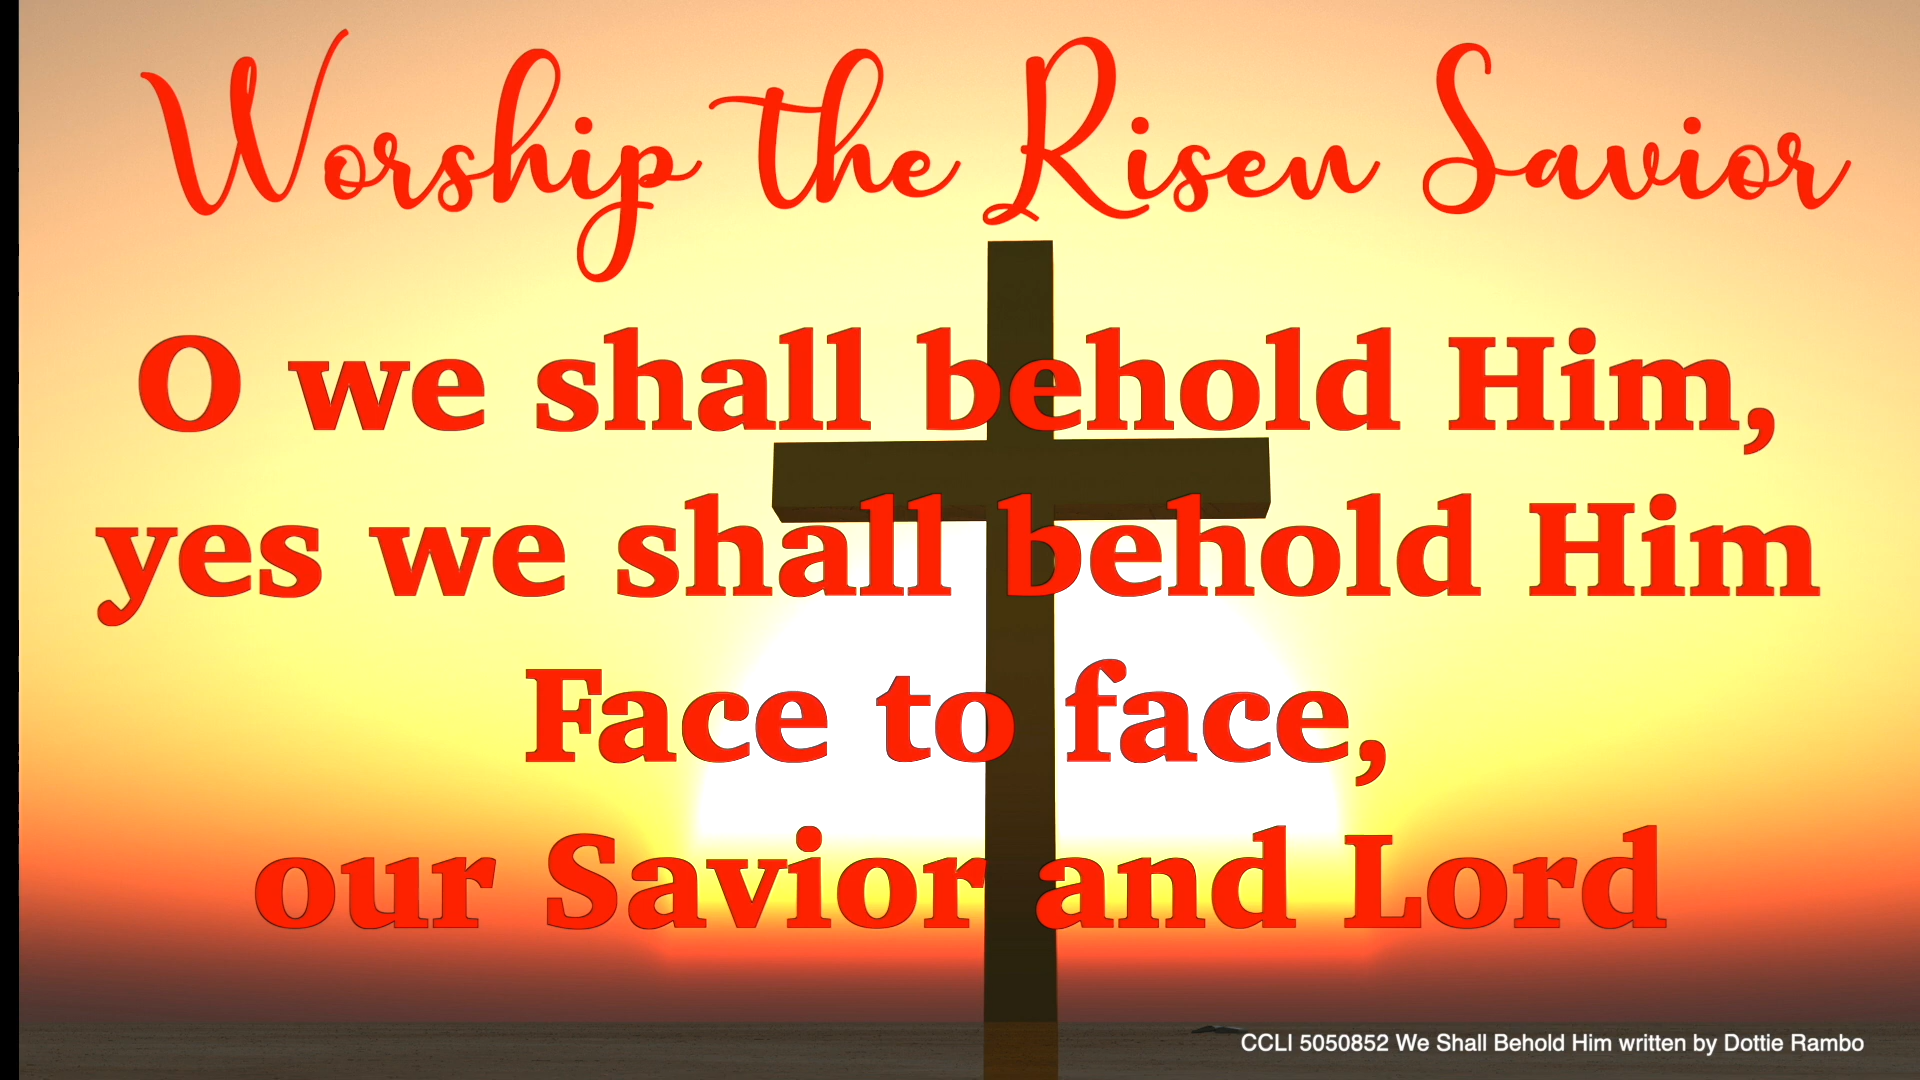 Worship the Risen Savior
O we shall behold Him,
yes we shall behold Him
Face to face,
our Savior and Lord
CCLI 5050852 We Shall Behold Him written by Dottie Rambo